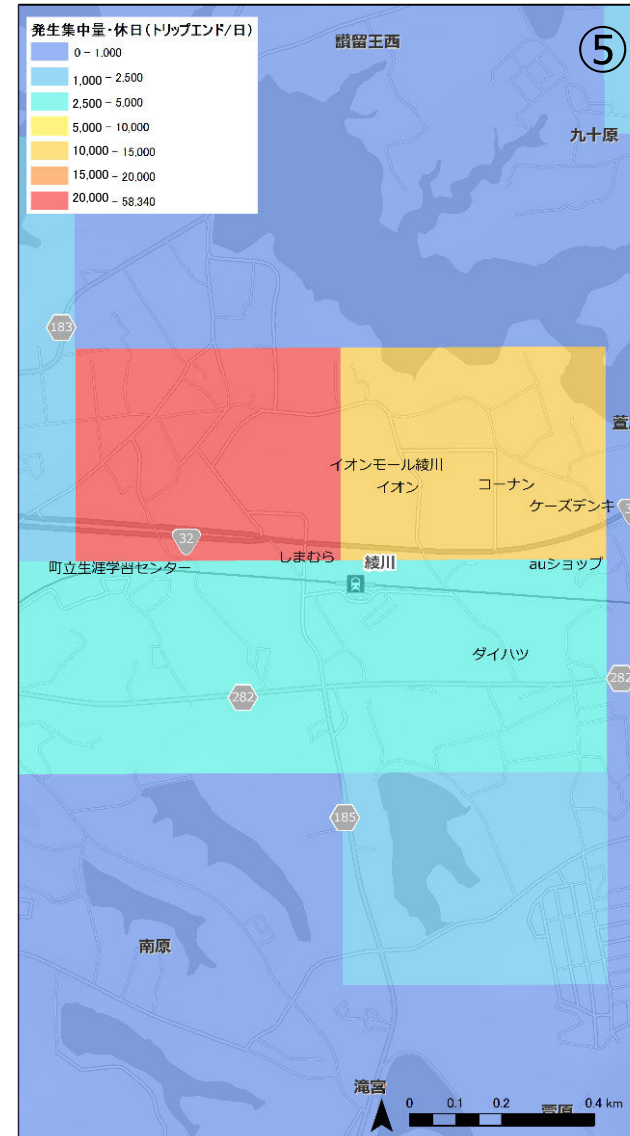 発生集中量・休日(トリップエンド/日)
0 – 1.000
1,000 – 2.500
2,500 – 5,000
5,000 – 10,000
10,000 – 15,000
15,000 – 20,000
20,000 – 58,340
讃留王西
⑤
九十原
183
イオンモール綾川
イオン
コーナン
ケーズデンキ
32
しまむら
綾川
町立生涯学習センター
auショップ
ダイハツ
282
282
185
南原
滝宮
0 0.1 0.2 0.4 km
萱原